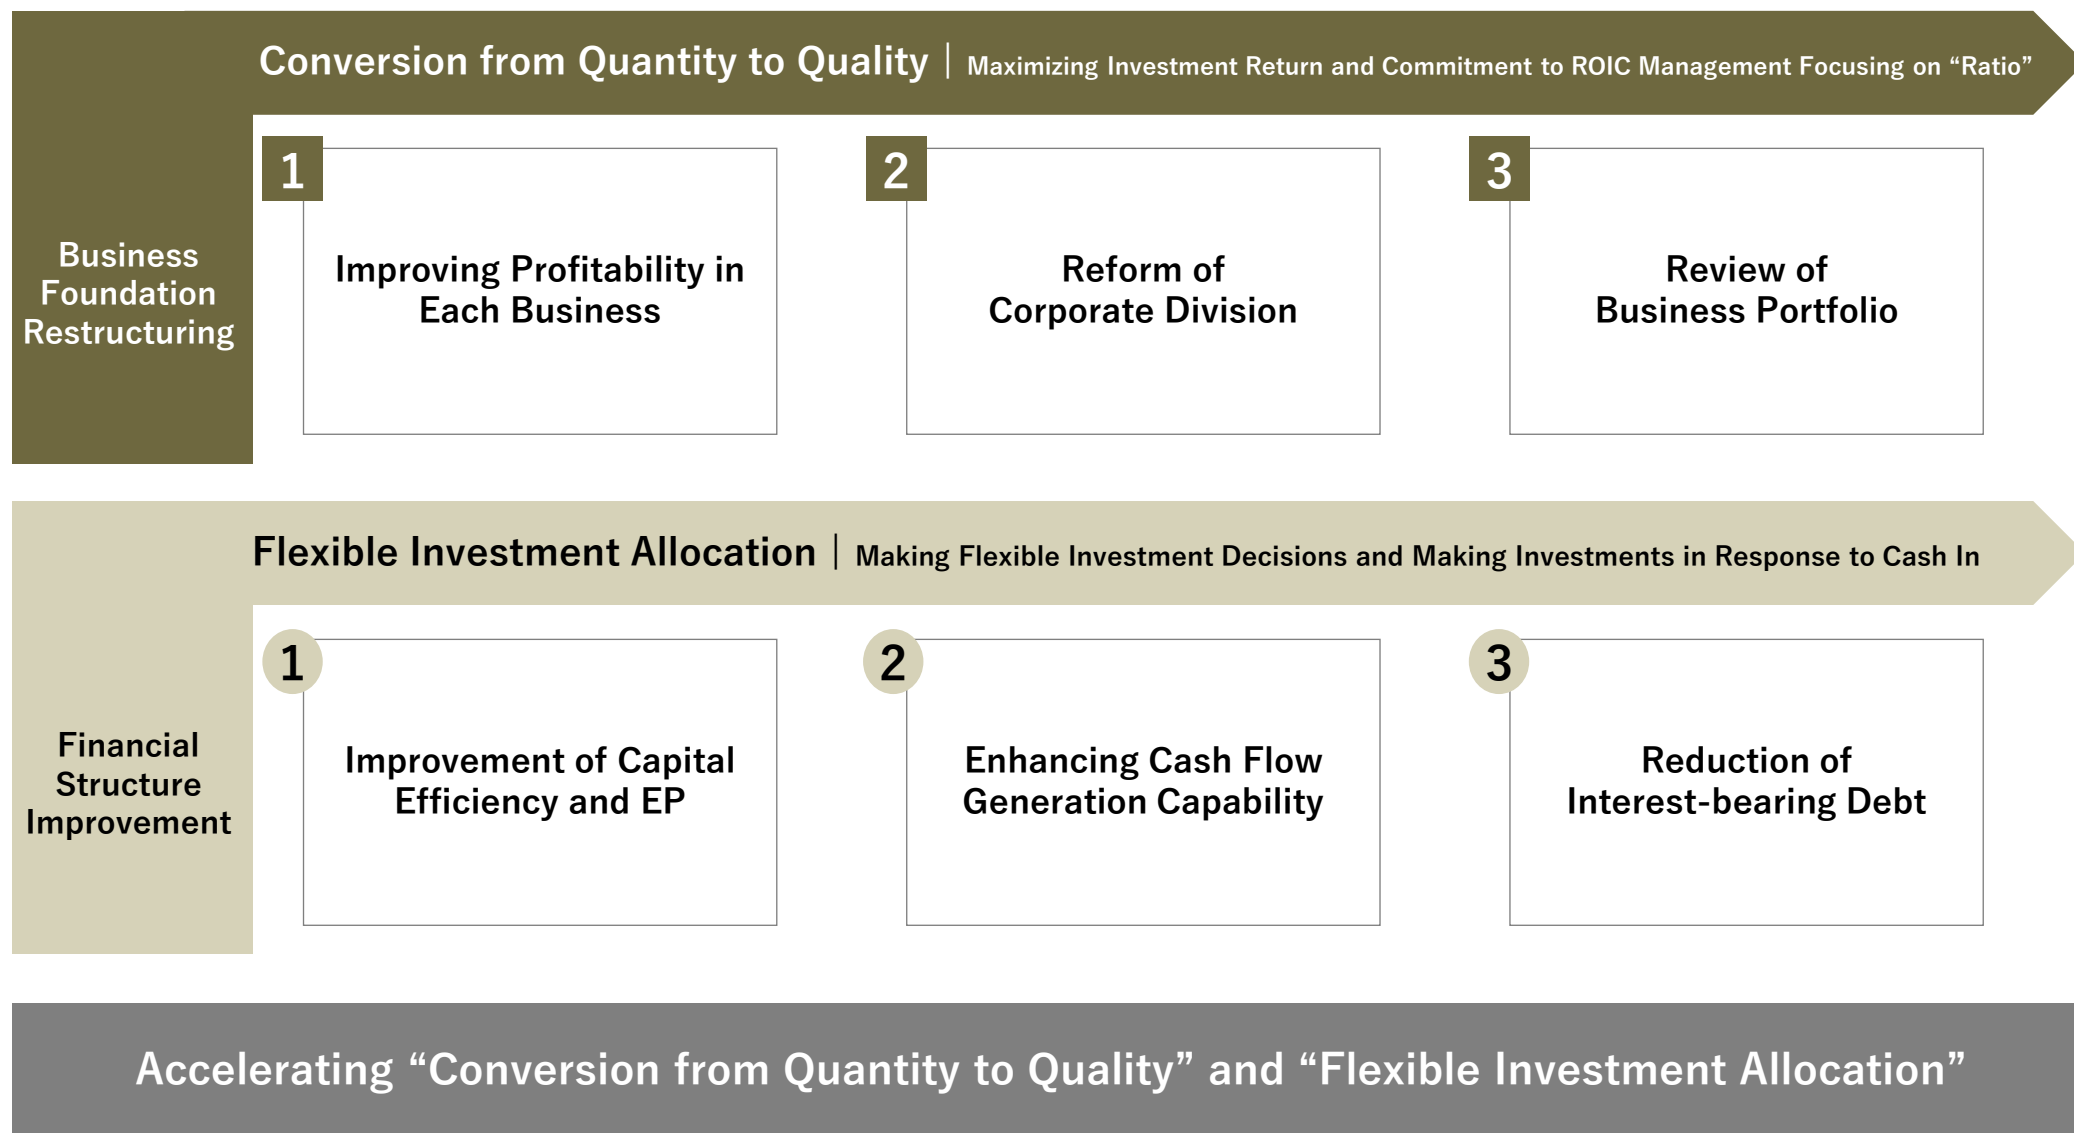 Conversion from Quantity to Quality | Maximizing Investment Return and Commitment to ROIC Management Focusing on “Ratio”
Business
Foundation
Restructuring
1
Improving Profitability in
Each Business
2
Reform of
Corporate Division
3
Review of
Business Portfolio
Flexible Investment Allocation | Making Flexible Investment Decisions and Making Investments in Response to Cash In
Financial
Structure
Improvement
1
Improvement of Capital
Efficiency and EP
2
Enhancing Cash Flow
Generation Capability
3
Reduction of
Interest-bearing Debt
Accelerating “Conversion from Quantity to Quality” and “Flexible Investment Allocation”